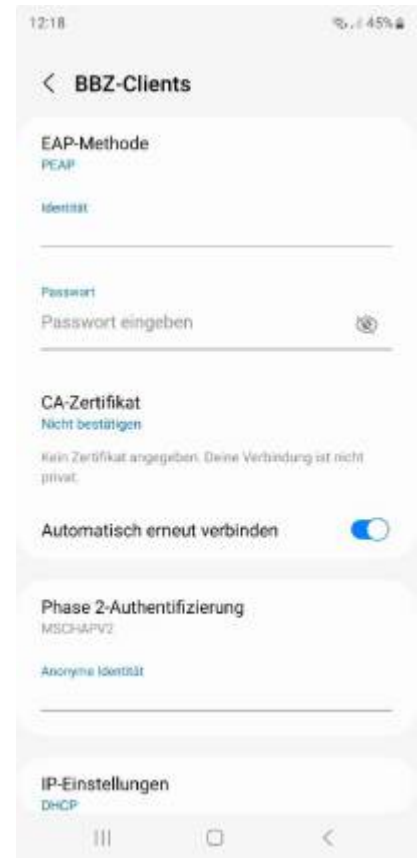 12:18
45%
BBZ-Clients
EAP-Methode
PEAP
Identität
Passwort
Passwort eingeben
CA-Zertifikat
Nicht bestätigen
Kein Zertifikat angegeben. Deine Verbindung ist nicht
privat.
Automatisch erneut verbinden
Phase 2-Authentifizierung
MSCHAPV2
Anonyme Identität
IP-Einstellungen
DHCP